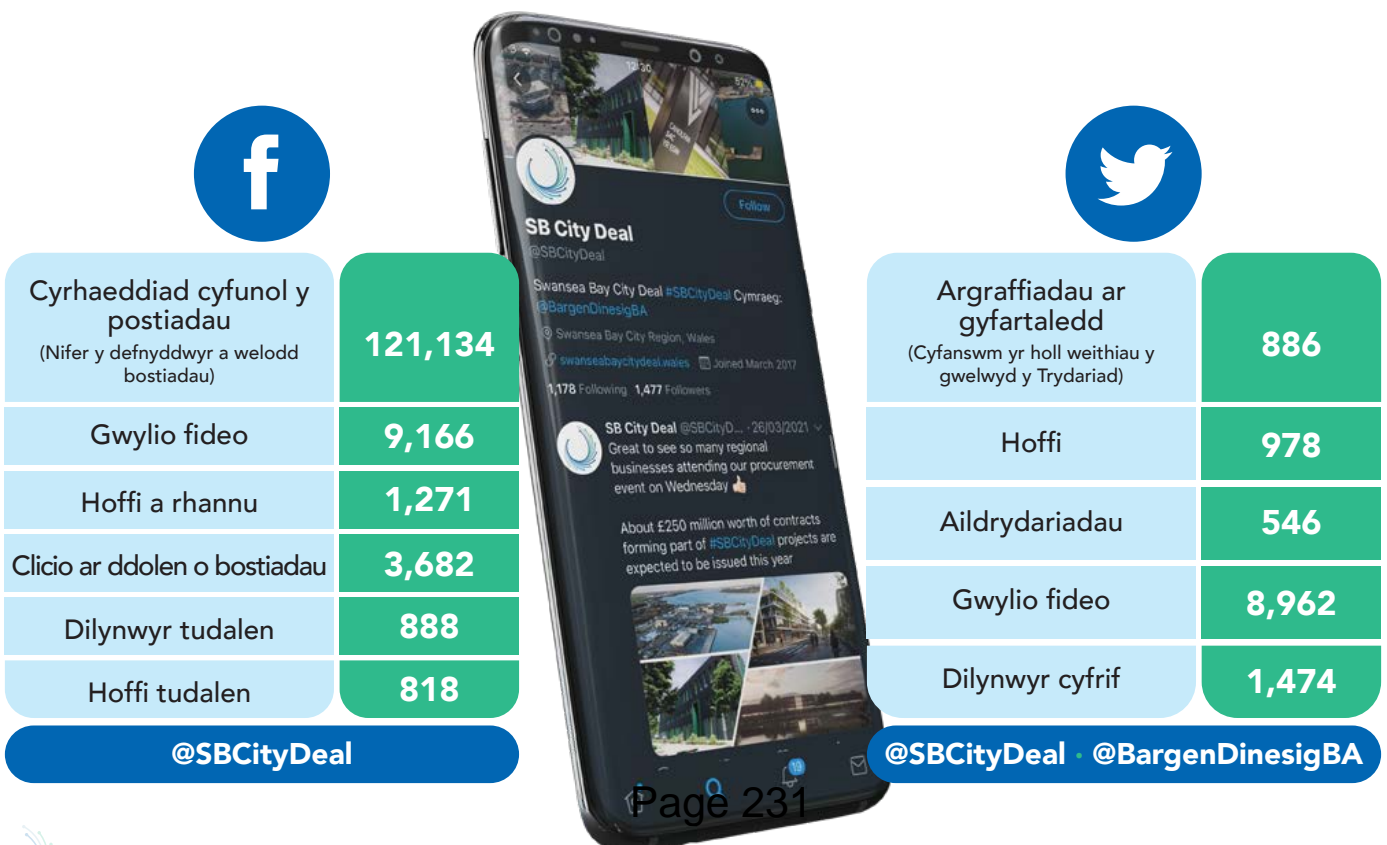 f
Cyrhaeddiad cyfunol y
postiadau
(Nifer y defnyddwyr a welodd
bostiadau)
121,134
Gwylio fideo
9,166
Hoffi a rhannu
1,271
Clicio ar ddolen o bostiadau
3,682
Dilynwyr tudalen
888
Hoffi tudalen
818
@SBCityDeal
12:30
52%
Follow
SB City Deal
@SBCityDeal
Swansea Bay City Deal #SBCityDeal Cymraeg:
@BargenDinesigBA
Swansea Bay City Region, Wales
swanseabaycitydeal.wales Joined March 2017
1,178 Following 1,477 Followers
SB City Deal @SBCityD... · 26/03/2021
Great to see so many regional
businesses attending our procurement
event on Wednesday 👍🏻
About £250 million worth of contracts
forming part of #SBCityDeal projects are
expected to be issued this year
19
Argraffiadau ar
gyfartaledd
(Cyfanswm yr holl weithiau y
gwelwyd y Trydariad)
886
Hoffi
978
Aildrydariadau
546
Gwylio fideo
8,962
Dilynwyr cyfrif
1,474
@SBCityDeal · @BargenDinesigBA
Page 231